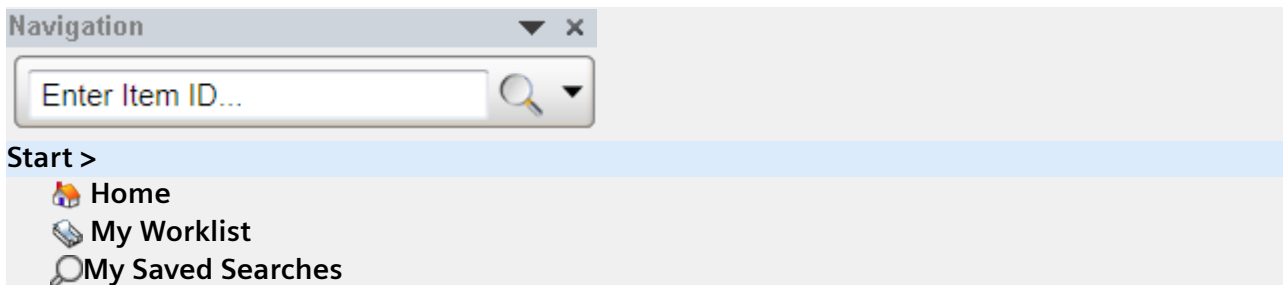 Navigation
Enter Item ID...
Start >
Home
My Worklist
My Saved Searches